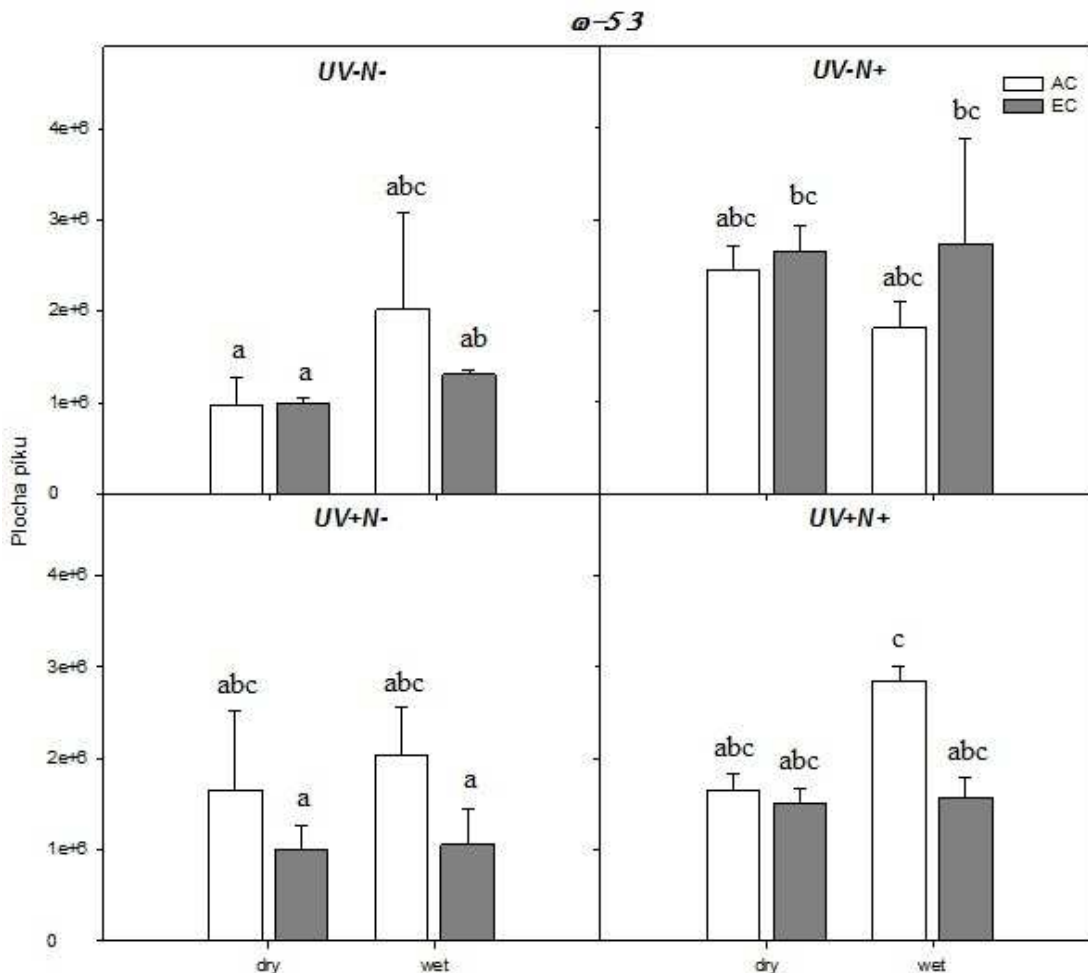 ω-53
UV-N-
UV-N+
AC
EC
4e+6
3e+6
2e+6
1e+6
0
abc
a
a
ab
abc
bc
abc
bc
Plocha píku
UV+N-
UV+N+
4e+6
3e+6
2e+6
1e+6
0
abc
a
abc
a
abc
abc
c
abc
dry
wet
dry
wet